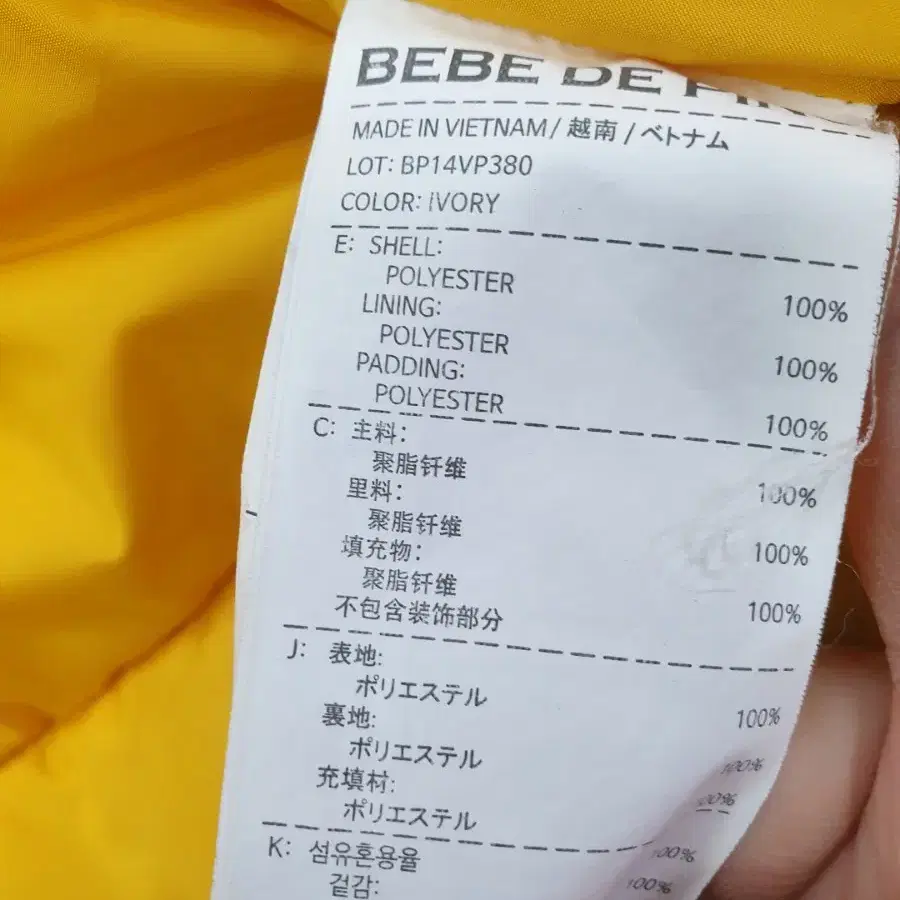 BEBE DE
MADE IN VIETNAM / 越南 / ベトナム
LOT: BP14VP380
COLOR: IVORY
E: SHELL:
POLYESTER 100%
LINING:
POLYESTER 100%
PADDING:
POLYESTER 100%
C: 主料:
聚脂钎维 100%
里料:
聚脂钎维 100%
填充物:
聚脂钎维 100%
不包含装饰部分
J: 表地:
ポリエステル 100%
裏地:
ポリエステル 100%
充填材:
ポリエステル 100%
K: 섬유혼용율 100%
겉감: 100%